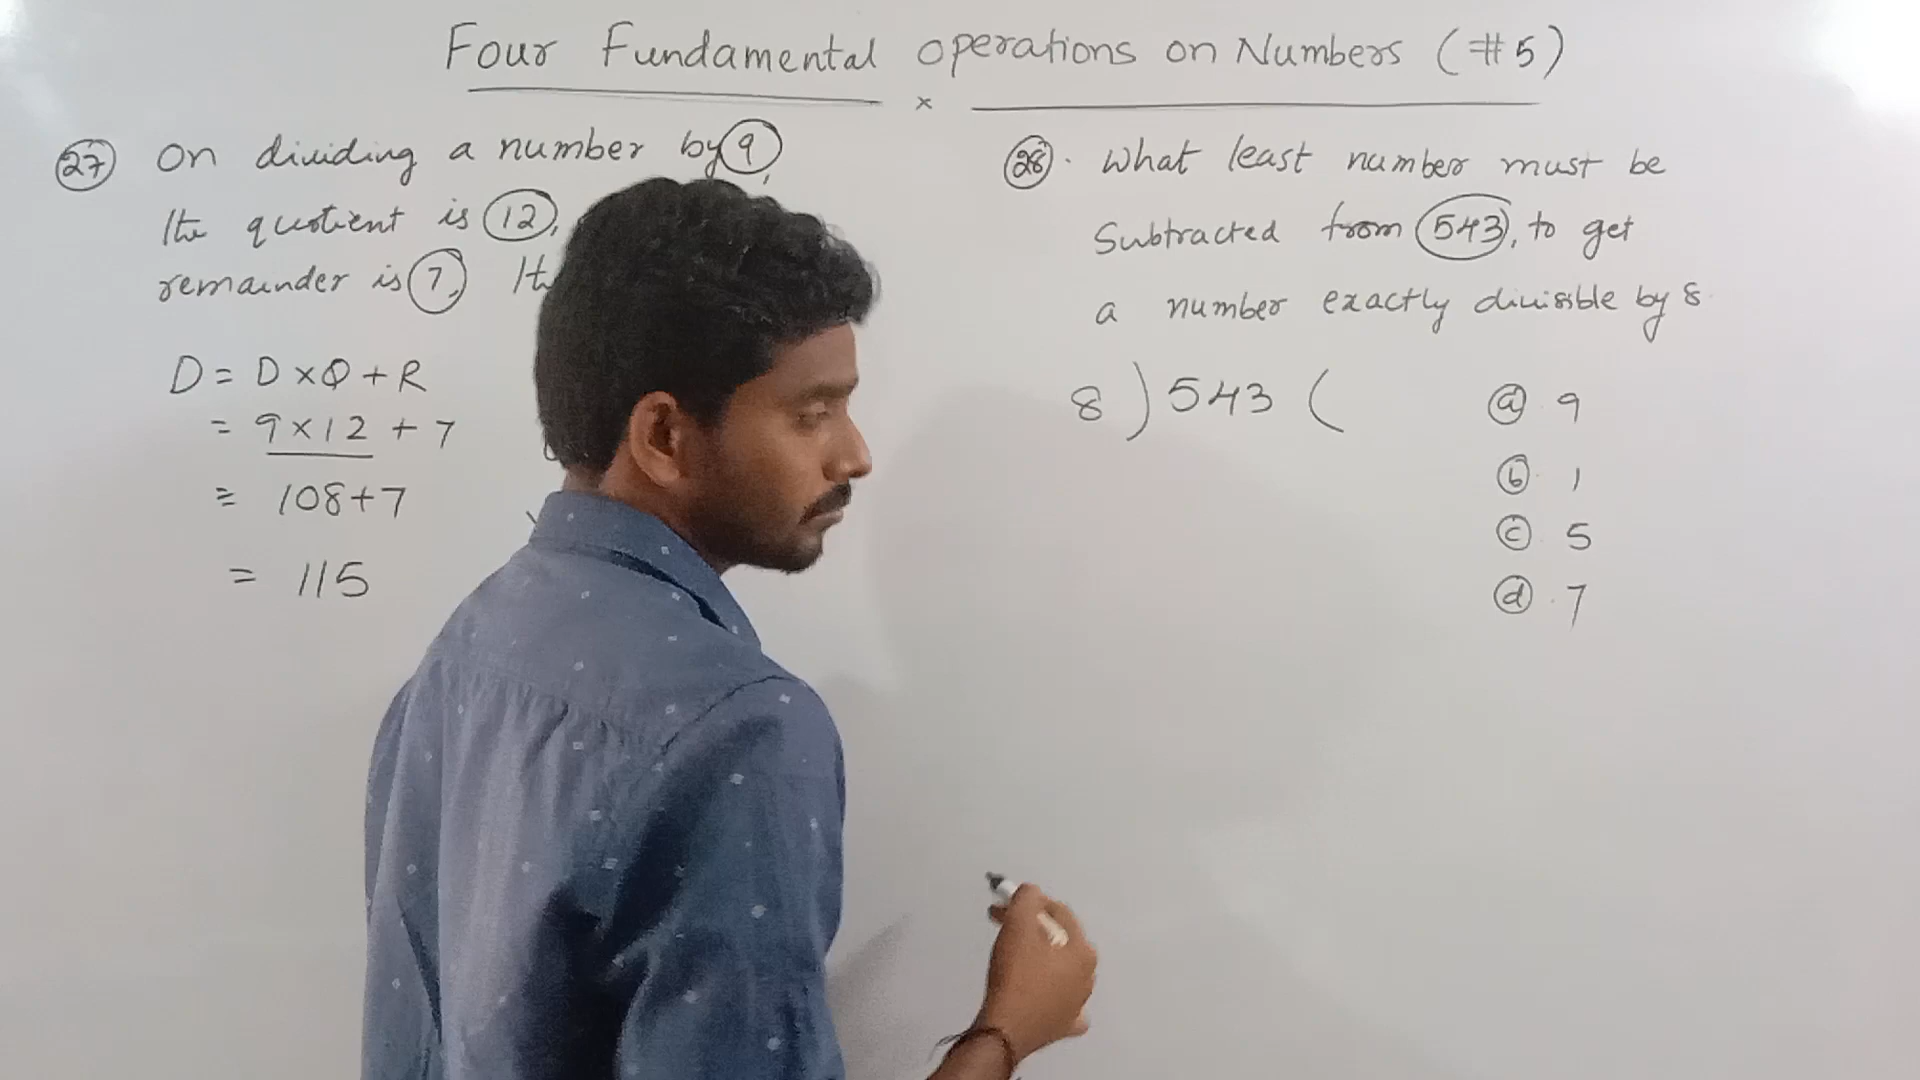 Four Fundamental Operations on Numbers (#5)
x
27 On dividing a number by 9,
the quotient is 12,
remainder is 7, th
D = D x Q + R
= 9 x 12 + 7
= 108 + 7
= 115
28. What least number must be
Subtracted from 543, to get
a number exactly divisible by 8
8 ) 543 (
a 9
b 1
c 5
d 7